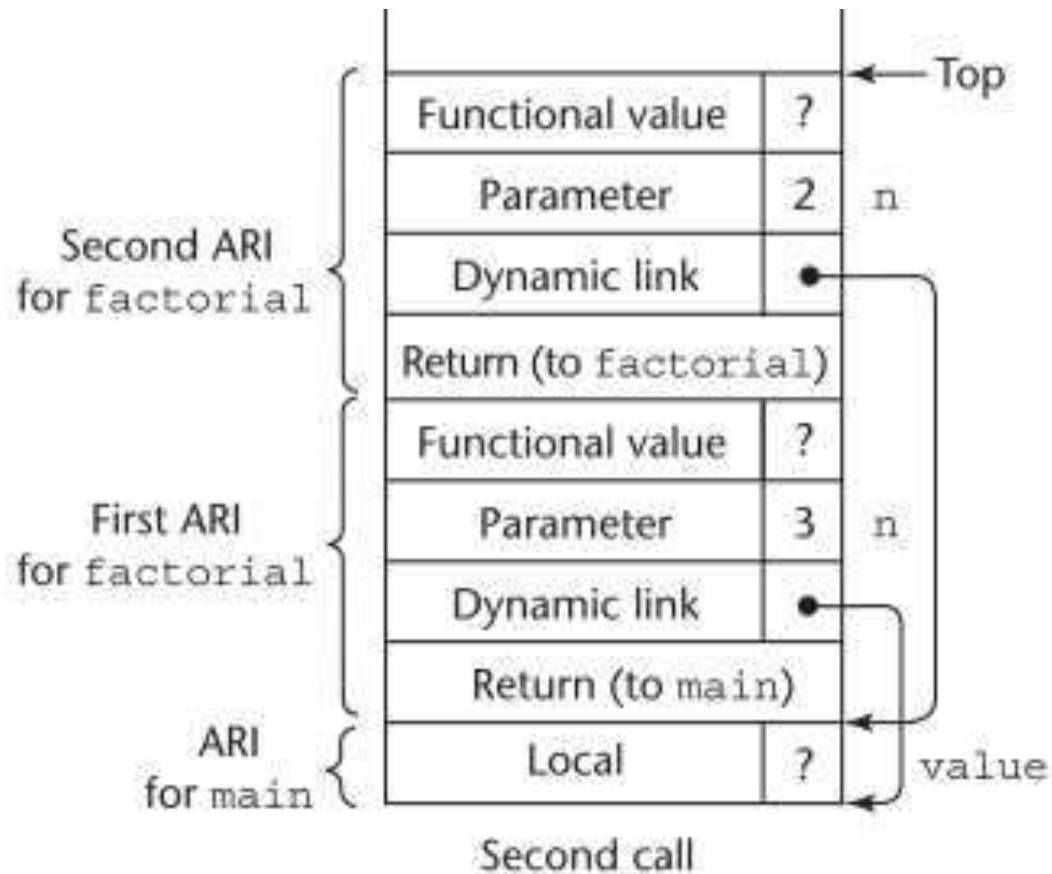 Top
Functional value ?
Parameter 2 n
Second ARI
for factorial
Dynamic link
Return (to factorial)
Functional value ?
First ARI
for factorial
Parameter 3 n
Dynamic link
Return (to main)
ARI
for main
Local ? value
Second call